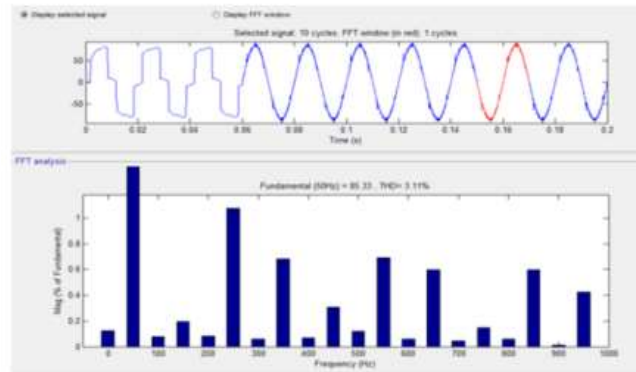 Display selected signal Display FFT window
Selected signal: 10 cycles. FFT window (in red): 1 cycles
50
0
-50
0 0.02 0.04 0.06 0.08 0.1 0.12 0.14 0.16 0.18 0.2
Time (s)
FFT analysis
Fundamental (50Hz) = 85.33 , THD= 3.11%
Mag (% of Fundamental)
1
0.8
0.6
0.4
0.2
0
0 100 200 300 400 500 600 700 800 900 1000
Frequency (Hz)